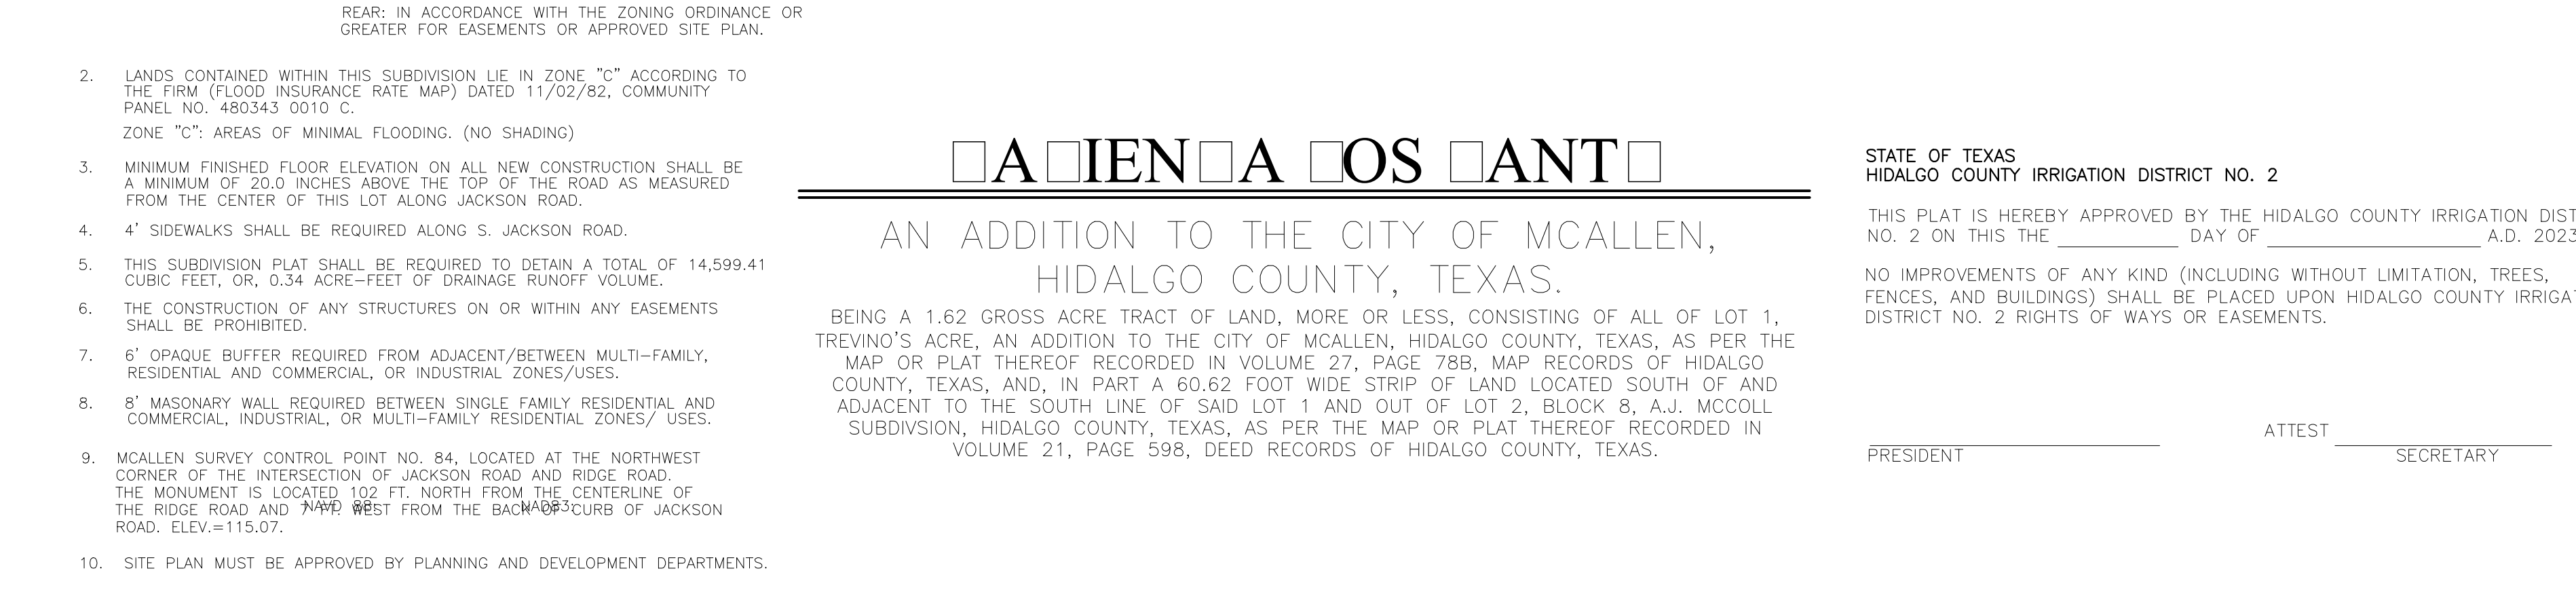 REAR: IN ACCORDANCE WITH THE ZONING ORDINANCE OR
GREATER FOR EASEMENTS OR APPROVED SITE PLAN.
2. LANDS CONTAINED WITHIN THIS SUBDIVISION LIE IN ZONE "C" ACCORDING TO
THE FIRM (FLOOD INSURANCE RATE MAP) DATED 11/02/82, COMMUNITY
PANEL NO. 480343 0010 C.
ZONE "C": AREAS OF MINIMAL FLOODING. (NO SHADING)
3. MINIMUM FINISHED FLOOR ELEVATION ON ALL NEW CONSTRUCTION SHALL BE
A MINIMUM OF 20.0 INCHES ABOVE THE TOP OF THE ROAD AS MEASURED
FROM THE CENTER OF THIS LOT ALONG JACKSON ROAD.
4. 4' SIDEWALKS SHALL BE REQUIRED ALONG S. JACKSON ROAD.
5. THIS SUBDIVISION PLAT SHALL BE REQUIRED TO DETAIN A TOTAL OF 14,599.41
CUBIC FEET, OR, 0.34 ACRE-FEET OF DRAINAGE RUNOFF VOLUME.
6. THE CONSTRUCTION OF ANY STRUCTURES ON OR WITHIN ANY EASEMENTS
SHALL BE PROHIBITED.
7. 6' OPAQUE BUFFER REQUIRED FROM ADJACENT/BETWEEN MULTI-FAMILY,
RESIDENTIAL AND COMMERCIAL, OR INDUSTRIAL ZONES/USES.
8. 8' MASONARY WALL REQUIRED BETWEEN SINGLE FAMILY RESIDENTIAL AND
COMMERCIAL, INDUSTRIAL, OR MULTI-FAMILY RESIDENTIAL ZONES/ USES.
9. MCALLEN SURVEY CONTROL POINT NO. 84, LOCATED AT THE NORTHWEST
CORNER OF THE INTERSECTION OF JACKSON ROAD AND RIDGE ROAD.
THE MONUMENT IS LOCATED 102 FT. NORTH FROM THE CENTERLINE OF
NAVD 88: NAD83:
THE RIDGE ROAD AND 7 FT. WEST FROM THE BACK OF CURB OF JACKSON
ROAD. ELEV.=115.07.
10. SITE PLAN MUST BE APPROVED BY PLANNING AND DEVELOPMENT DEPARTMENTS.
□A□IEN□A □OS □ANT□
AN ADDITION TO THE CITY OF MCALLEN,
HIDALGO COUNTY, TEXAS.
BEING A 1.62 GROSS ACRE TRACT OF LAND, MORE OR LESS, CONSISTING OF ALL OF LOT 1,
TREVINO'S ACRE, AN ADDITION TO THE CITY OF MCALLEN, HIDALGO COUNTY, TEXAS, AS PER THE
MAP OR PLAT THEREOF RECORDED IN VOLUME 27, PAGE 78B, MAP RECORDS OF HIDALGO
COUNTY, TEXAS, AND, IN PART A 60.62 FOOT WIDE STRIP OF LAND LOCATED SOUTH OF AND
ADJACENT TO THE SOUTH LINE OF SAID LOT 1 AND OUT OF LOT 2, BLOCK 8, A.J. MCCOLL
SUBDIVSION, HIDALGO COUNTY, TEXAS, AS PER THE MAP OR PLAT THEREOF RECORDED IN
VOLUME 21, PAGE 598, DEED RECORDS OF HIDALGO COUNTY, TEXAS.
STATE OF TEXAS
HIDALGO COUNTY IRRIGATION DISTRICT NO. 2
THIS PLAT IS HEREBY APPROVED BY THE HIDALGO COUNTY IRRIGATION DIST
NO. 2 ON THIS THE ____________ DAY OF ______________________ A.D. 2023
NO IMPROVEMENTS OF ANY KIND (INCLUDING WITHOUT LIMITATION, TREES,
FENCES, AND BUILDINGS) SHALL BE PLACED UPON HIDALGO COUNTY IRRIGA
DISTRICT NO. 2 RIGHTS OF WAYS OR EASEMENTS.
ATTEST
PRESIDENT SECRETARY